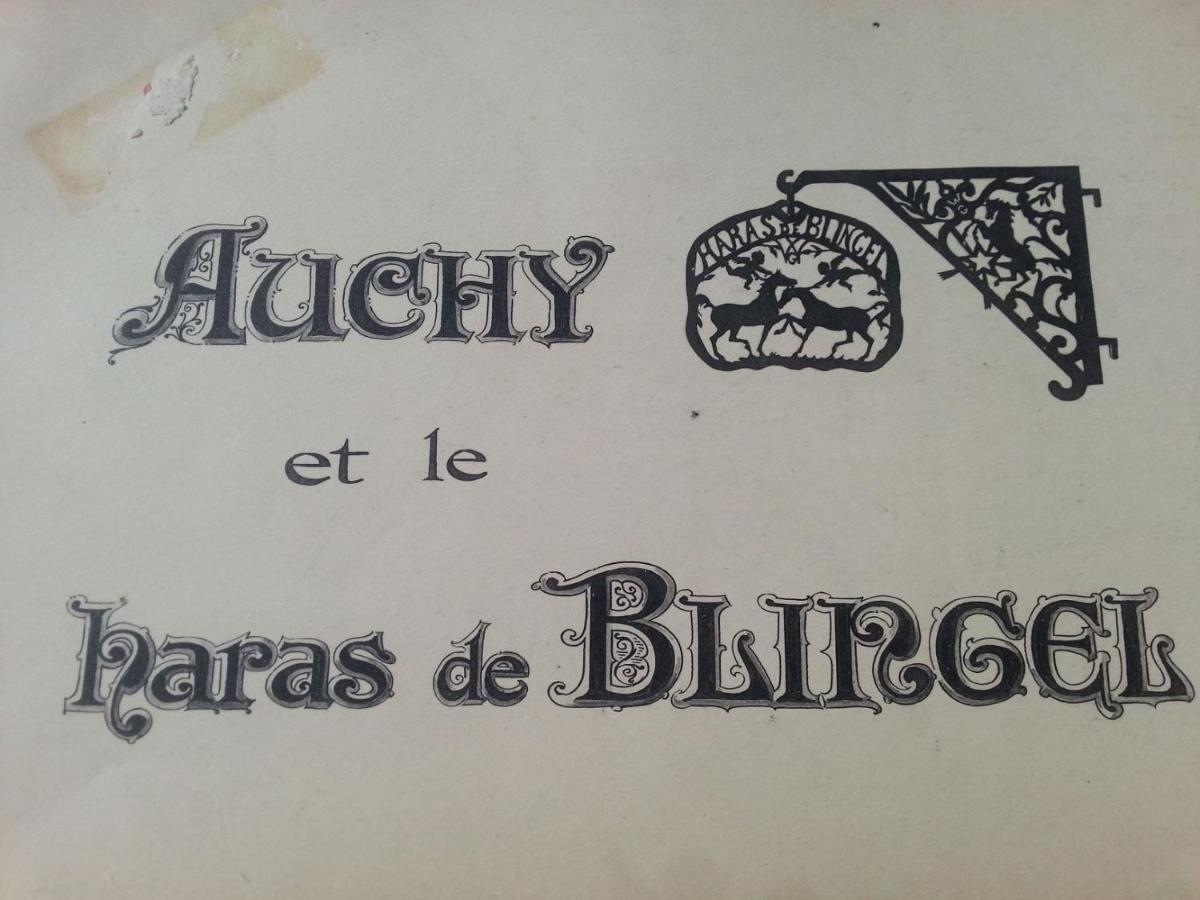 AUCHY
HARAS DE BLINGEL
et le
haras de BLINGEL